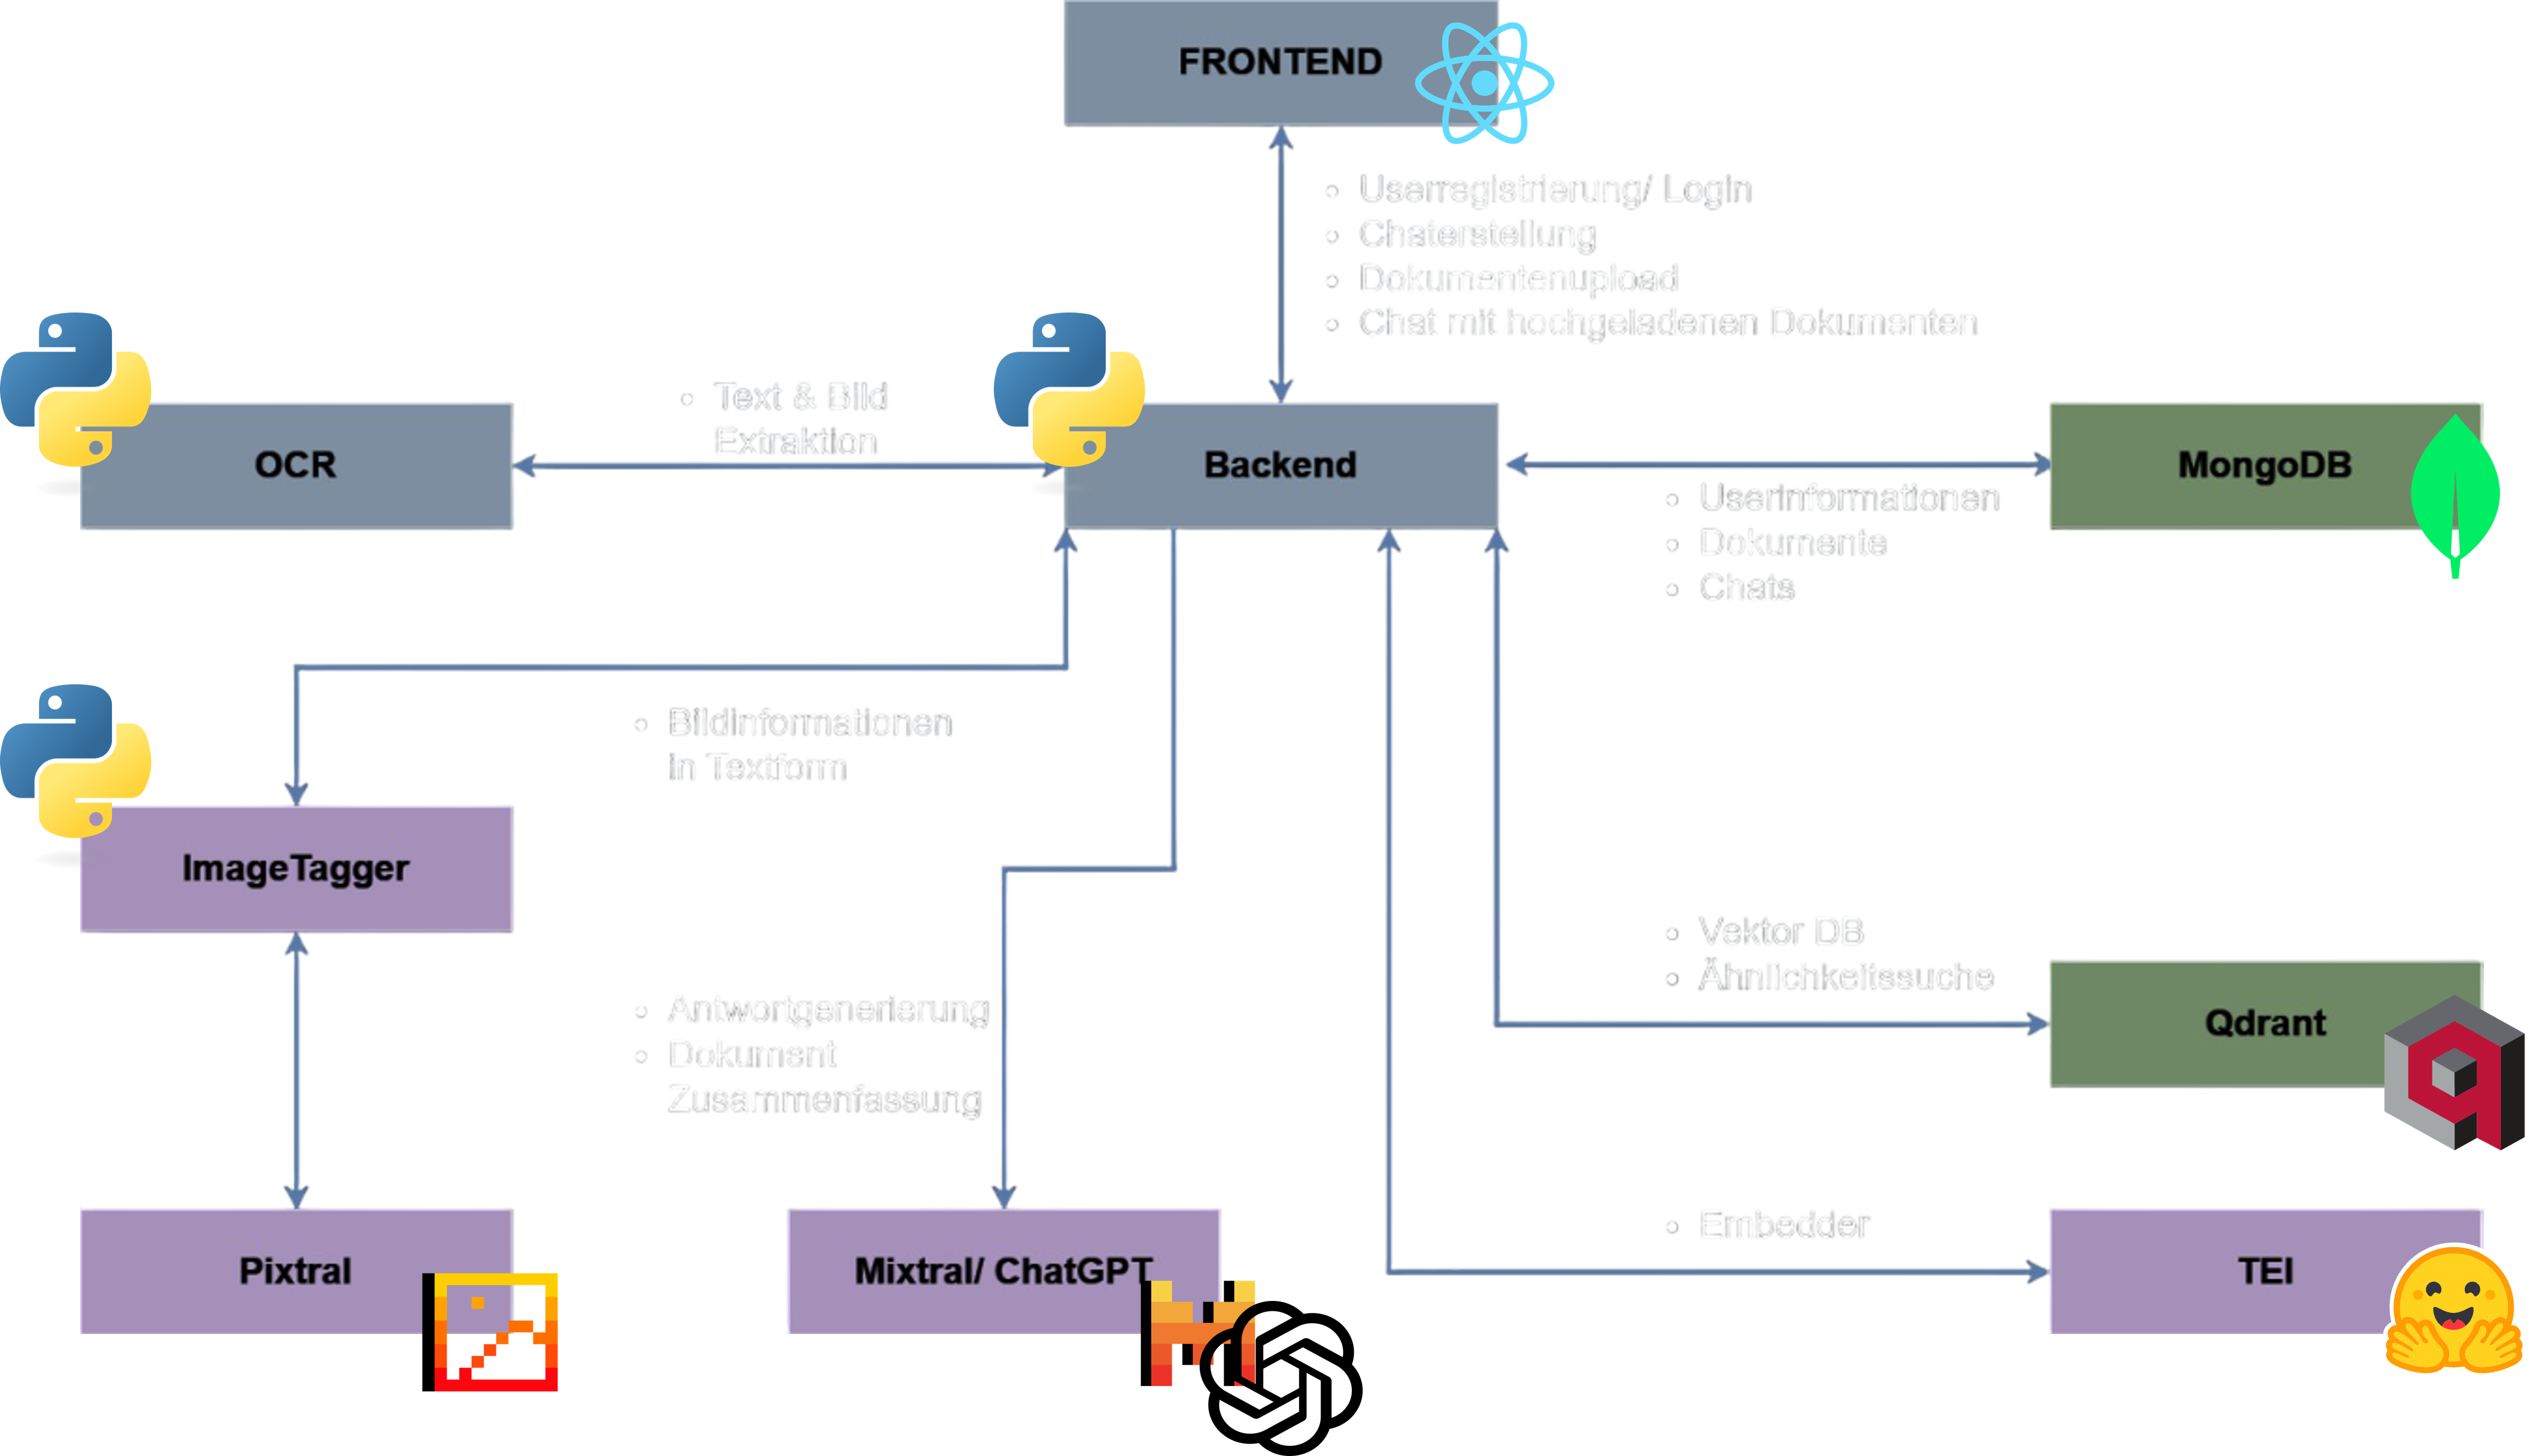 FRONTEND
Userregistrierung/ Login
Chaterstellung
Dokumentenupload
Chat mit hochgeladenen Dokumenten
Text & Bild
Extraktion
OCR
Backend
MongoDB
Userinformationen
Dokumente
Chats
Bildinformationen
in Textform
ImageTagger
Vektor DB
Ähnlichkeitssuche
Antwortgenerierung
Dokument
Zusammenfassung
Qdrant
Embedder
Pixtral
Mixtral/ ChatGPT
TEI